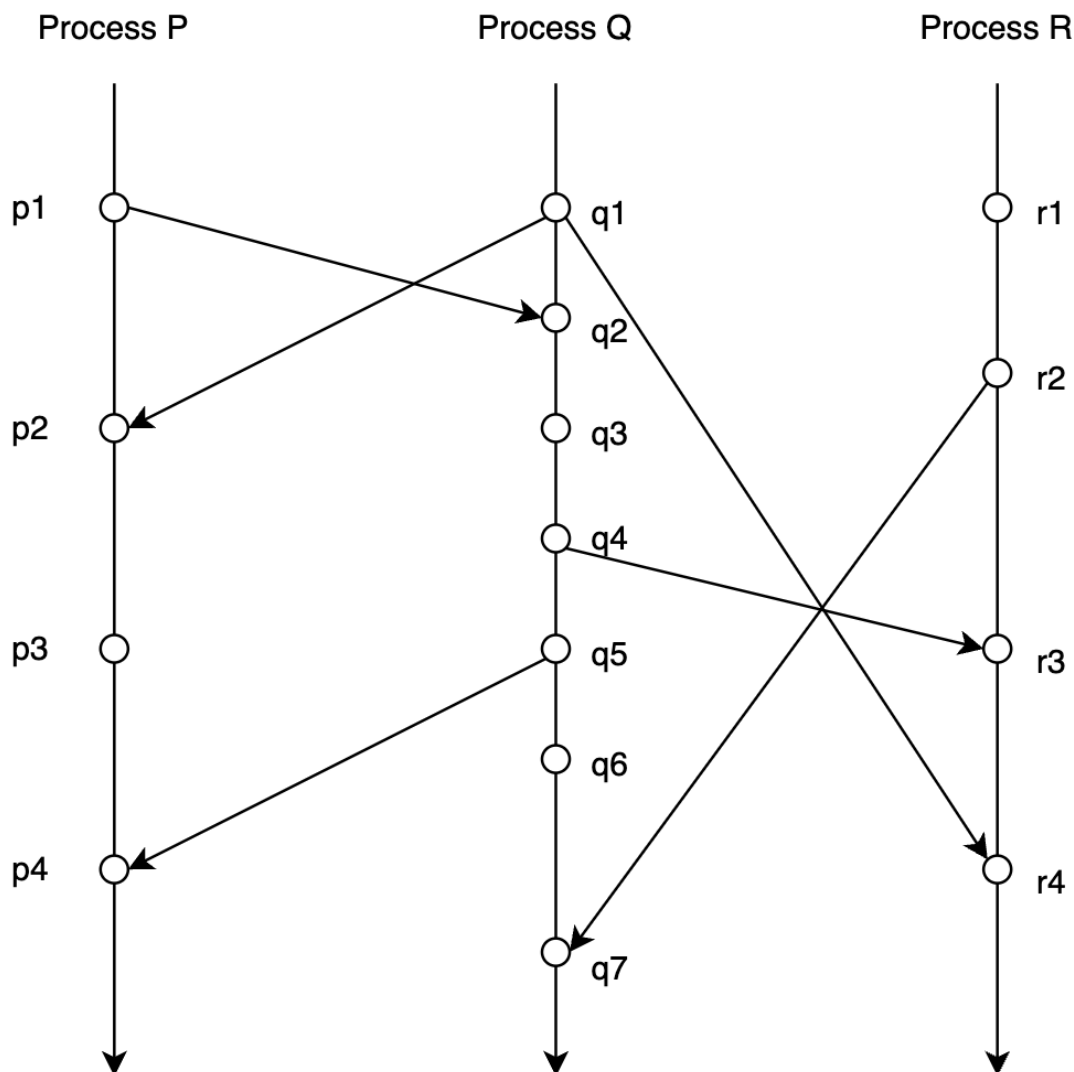 Process P
Process Q
Process R
p1
q1
r1
q2
r2
p2
q3
q4
p3
q5
r3
q6
p4
r4
q7